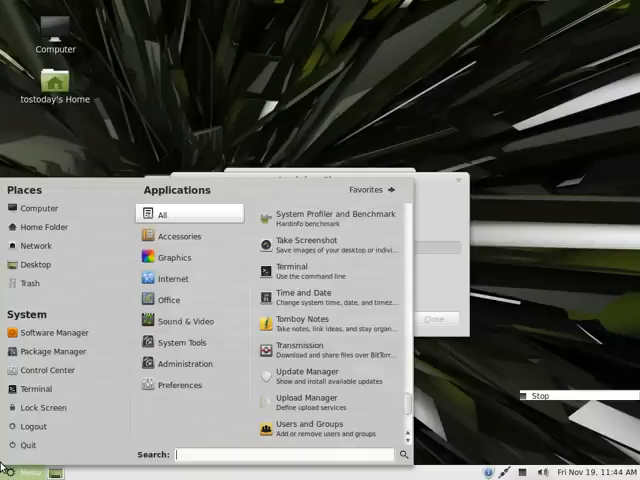 Computer
tostoday's Home
Places
Computer
Home Folder
Network
Desktop
Trash
System
Software Manager
Package Manager
Control Center
Terminal
Lock Screen
Logout
Quit
Applications
Favorites
All
Accessories
Graphics
Internet
Office
Sound & Video
System Tools
Administration
Preferences
System Profiler and Benchmark
Hardinfo benchmark
Take Screenshot
Save images of your desktop or indivi...
Terminal
Use the command line
Time and Date
Change system time, date, and timez...
Tomboy Notes
Take notes, link ideas, and stay organ...
Transmission
Download and share files over BitTorr...
Update Manager
Show and install available updates
Upload Manager
Define upload services
Users and Groups
Add or remove users and groups
Search:
Close
Stop
Menu
Fri Nov 19, 11:44 AM